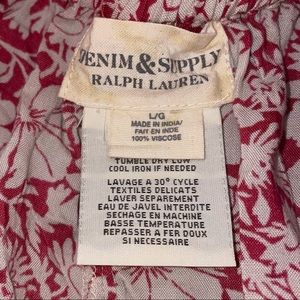 DENIM & SUPPLY
RALPH LAUREN
L/G
MADE IN INDIA/
FAIT EN INDE
100% VISCOSE
TUMBLE DRY LOW
COOL IRON IF NEEDED
LAVAGE A 30° CYCLE
TEXTILES DELICATS
LAVER SEPAREMENT
EAU DE JAVEL INTERDITE
SECHAGE EN MACHINE
BASSE TEMPERATURE
REPASSER A FER DOUX
SI NECESSAIRE